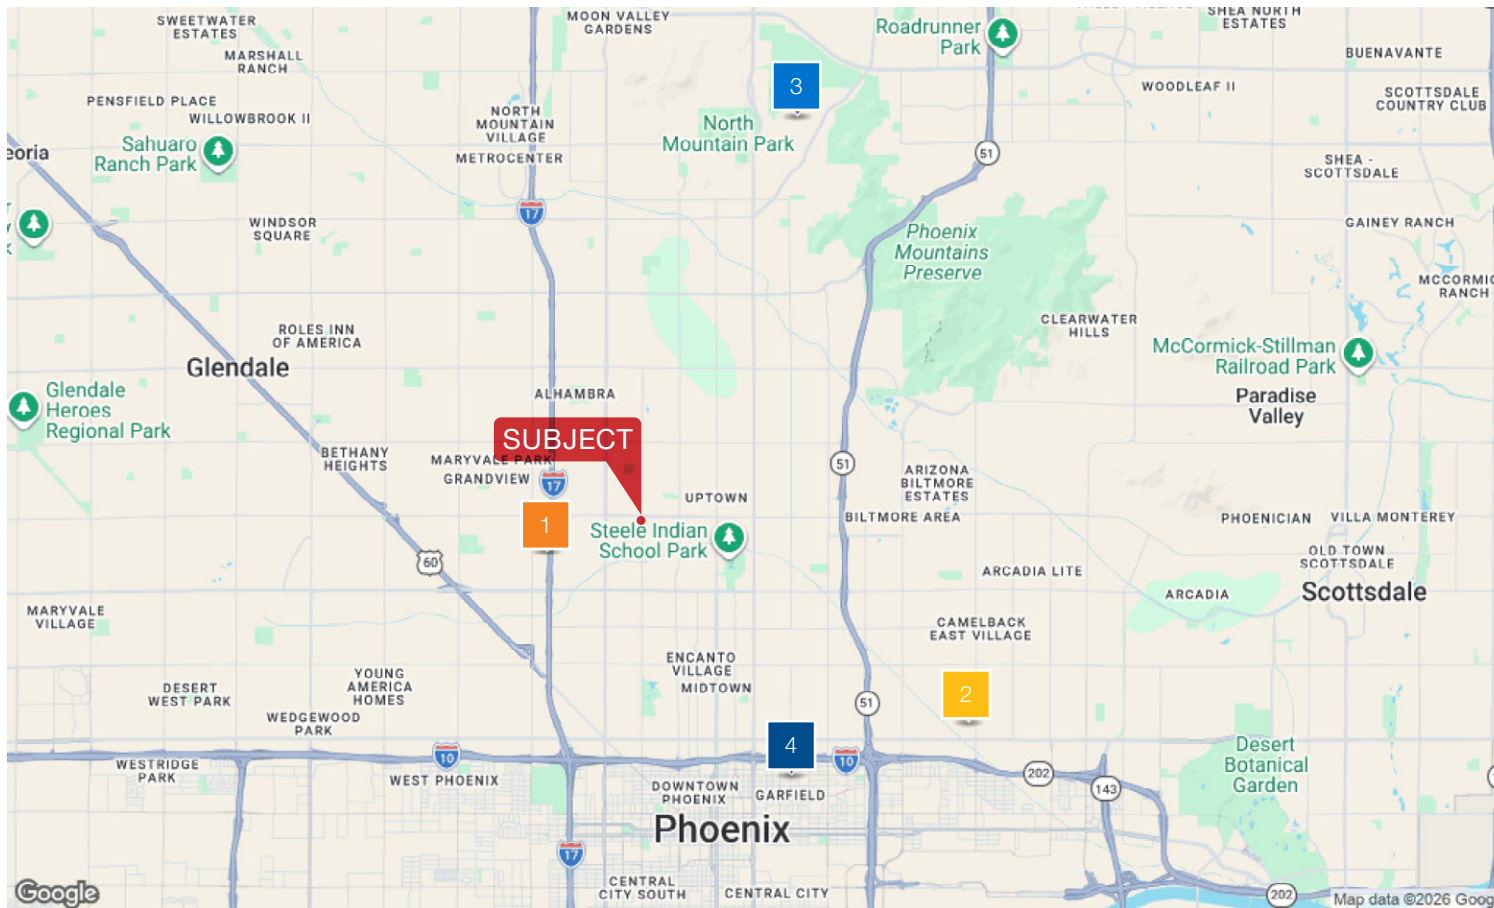 SWEETWATER
ESTATES
MOON VALLEY
GARDENS
Roadrunner
Park
SHEA NORTH
ESTATES
MARSHALL
RANCH
BUENAVANTE
3
WOODLEAF II
SCOTTSDALE
COUNTRY CLUB
PENSFIELD PLACE
WILLOWBROOK II
NORTH
MOUNTAIN
VILLAGE
METROCENTER
North
Mountain Park
Sahuaro
Ranch Park
eoria
51
SHEA -
SCOTTSDALE
17
WINDSOR
SQUARE
GAINEY RANCH
Phoenix
Mountains
Preserve
MCCORMIC
RANCH
ROLES INN
OF AMERICA
CLEARWATER
HILLS
McCormick-Stillman
Railroad Park
Glendale
Glendale
Heroes
Regional Park
ALHAMBRA
Paradise
Valley
SUBJECT
BETHANY
HEIGHTS
MARYVALE PARK
GRANDVIEW
17
51
ARIZONA
BILTMORE
ESTATES
UPTOWN
BILTMORE AREA
PHOENICIAN
VILLA MONTEREY
1
Steele Indian
School Park
60
OLD TOWN
SCOTTSDALE
ARCADIA LITE
ARCADIA
Scottsdale
MARYVALE
VILLAGE
CAMELBACK
EAST VILLAGE
ENCANTO
VILLAGE
MIDTOWN
YOUNG
AMERICA
HOMES
DESERT
WEST PARK
2
51
WEDGEWOOD
PARK
4
10
10
WESTRIDGE
PARK
WEST PHOENIX
202
143
Desert
Botanical
Garden
DOWNTOWN
PHOENIX
GARFIELD
Phoenix
17
CENTRAL
CITY SOUTH
CENTRAL CITY
202
Google
Map data ©2026 Goog